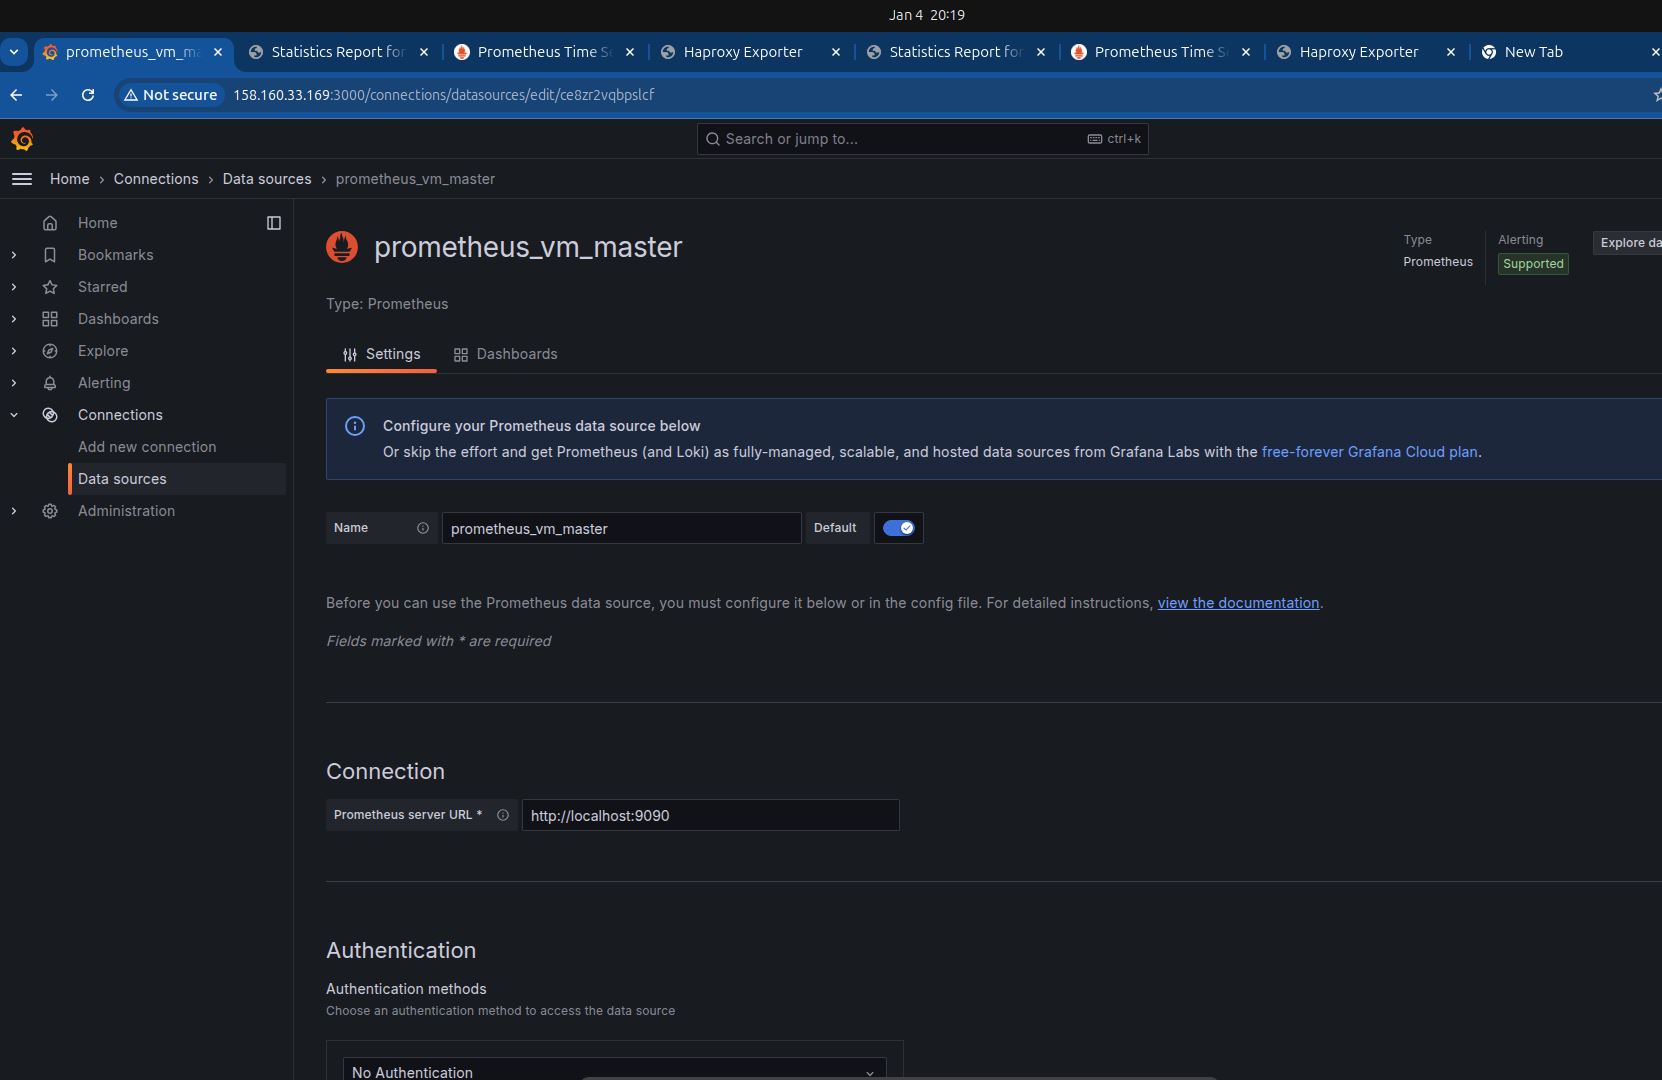 Jan 4 20:19
prometheus_vm_ma
Statistics Report for
Prometheus Time Se
Haproxy Exporter
Statistics Report for
Prometheus Time S
Haproxy Exporter
New Tab
Not secure
158.160.33.169:3000/connections/datasources/edit/ce8zr2vqbpslcf
Search or jump to...
ctrl+k
Home › Connections › Data sources › prometheus_vm_master
Home
Bookmarks
Starred
Dashboards
Explore
Alerting
Connections
Add new connection
Data sources
Administration
prometheus_vm_master
Type
Prometheus
Alerting
Supported
Explore da
Type: Prometheus
Settings
Dashboards
Configure your Prometheus data source below
Or skip the effort and get Prometheus (and Loki) as fully-managed, scalable, and hosted data sources from Grafana Labs with the free-forever Grafana Cloud plan.
Name
prometheus_vm_master
Default
Before you can use the Prometheus data source, you must configure it below or in the config file. For detailed instructions, view the documentation.
Fields marked with * are required
Connection
Prometheus server URL *
http://localhost:9090
Authentication
Authentication methods
Choose an authentication method to access the data source
No Authentication